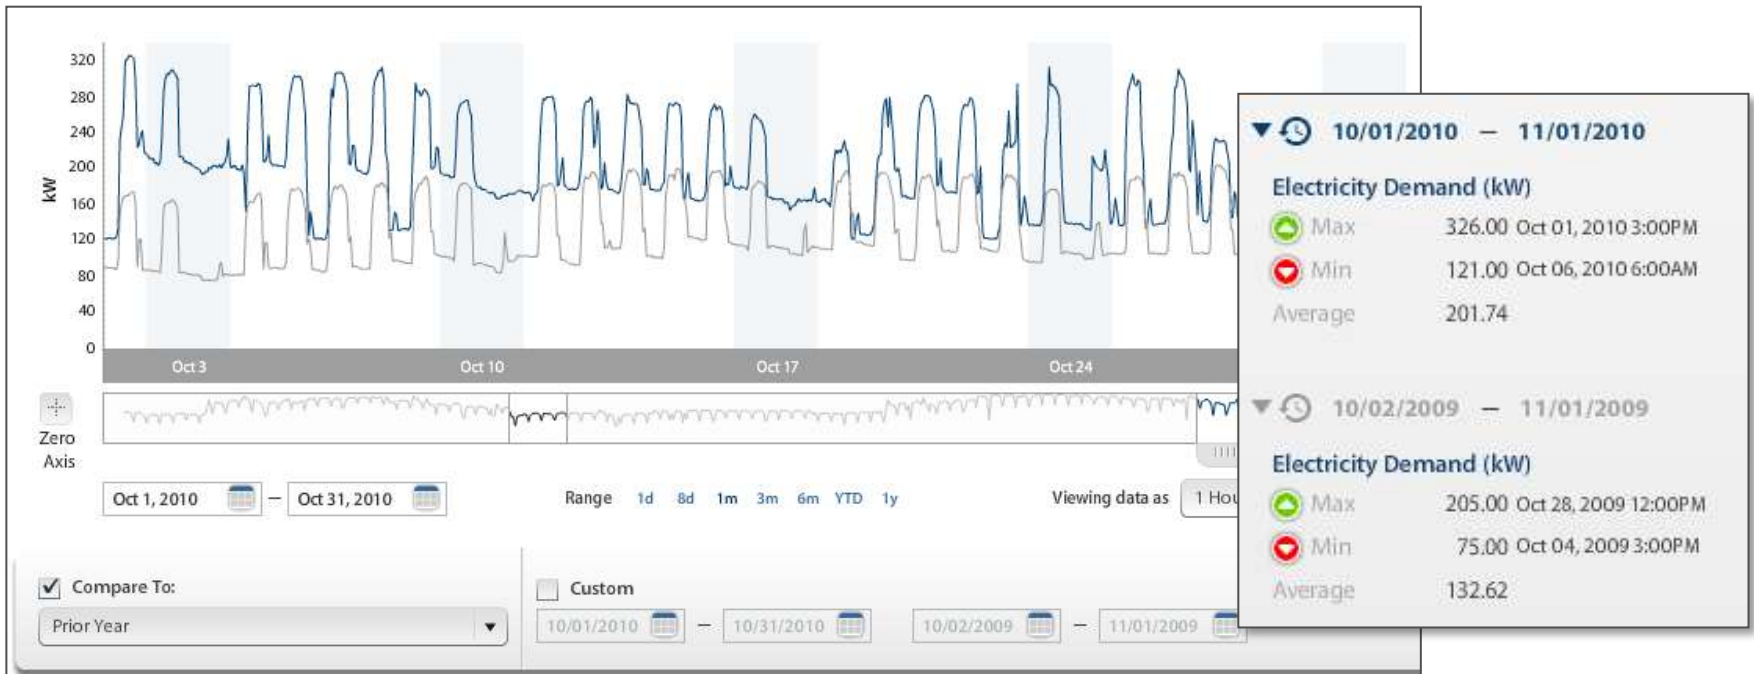 320
280
240
200
160
120
80
40
0
kW
Oct 3
Oct 10
Oct 17
Oct 24
Zero
Axis
Oct 1, 2010 – Oct 31, 2010
Range 1d 8d 1m 3m 6m YTD 1y
Viewing data as 1 Hou
Compare To:
Prior Year
Custom
10/01/2010 – 10/31/2010 10/02/2009 – 11/01/2009
10/01/2010 – 11/01/2010
Electricity Demand (kW)
Max 326.00 Oct 01, 2010 3:00PM
Min 121.00 Oct 06, 2010 6:00AM
Average 201.74
10/02/2009 – 11/01/2009
Electricity Demand (kW)
Max 205.00 Oct 28, 2009 12:00PM
Min 75.00 Oct 04, 2009 3:00PM
Average 132.62